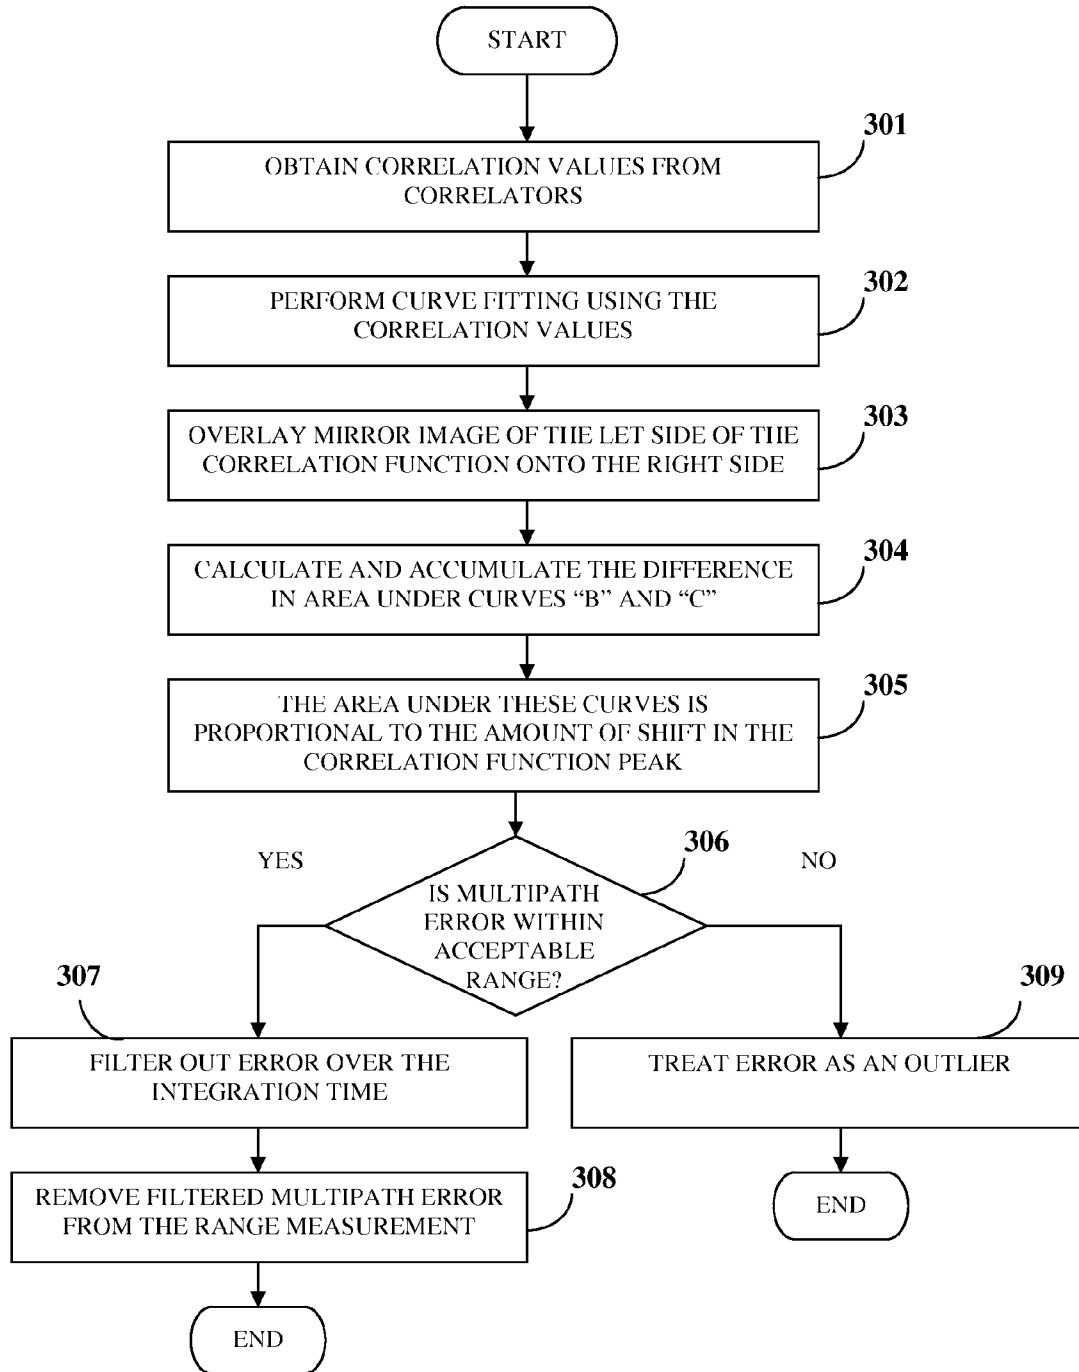 START
301
OBTAIN CORRELATION VALUES FROM
CORRELATORS
302
PERFORM CURVE FITTING USING THE
CORRELATION VALUES
303
OVERLAY MIRROR IMAGE OF THE LET SIDE OF THE
CORRELATION FUNCTION ONTO THE RIGHT SIDE
304
CALCULATE AND ACCUMULATE THE DIFFERENCE
IN AREA UNDER CURVES “B” AND “C”
305
THE AREA UNDER THESE CURVES IS
PROPORTIONAL TO THE AMOUNT OF SHIFT IN THE
CORRELATION FUNCTION PEAK
306
YES
NO
IS MULTIPATH
ERROR WITHIN
ACCEPTABLE
RANGE?
307
FILTER OUT ERROR OVER THE
INTEGRATION TIME
309
TREAT ERROR AS AN OUTLIER
308
REMOVE FILTERED MULTIPATH ERROR
FROM THE RANGE MEASUREMENT
END
END